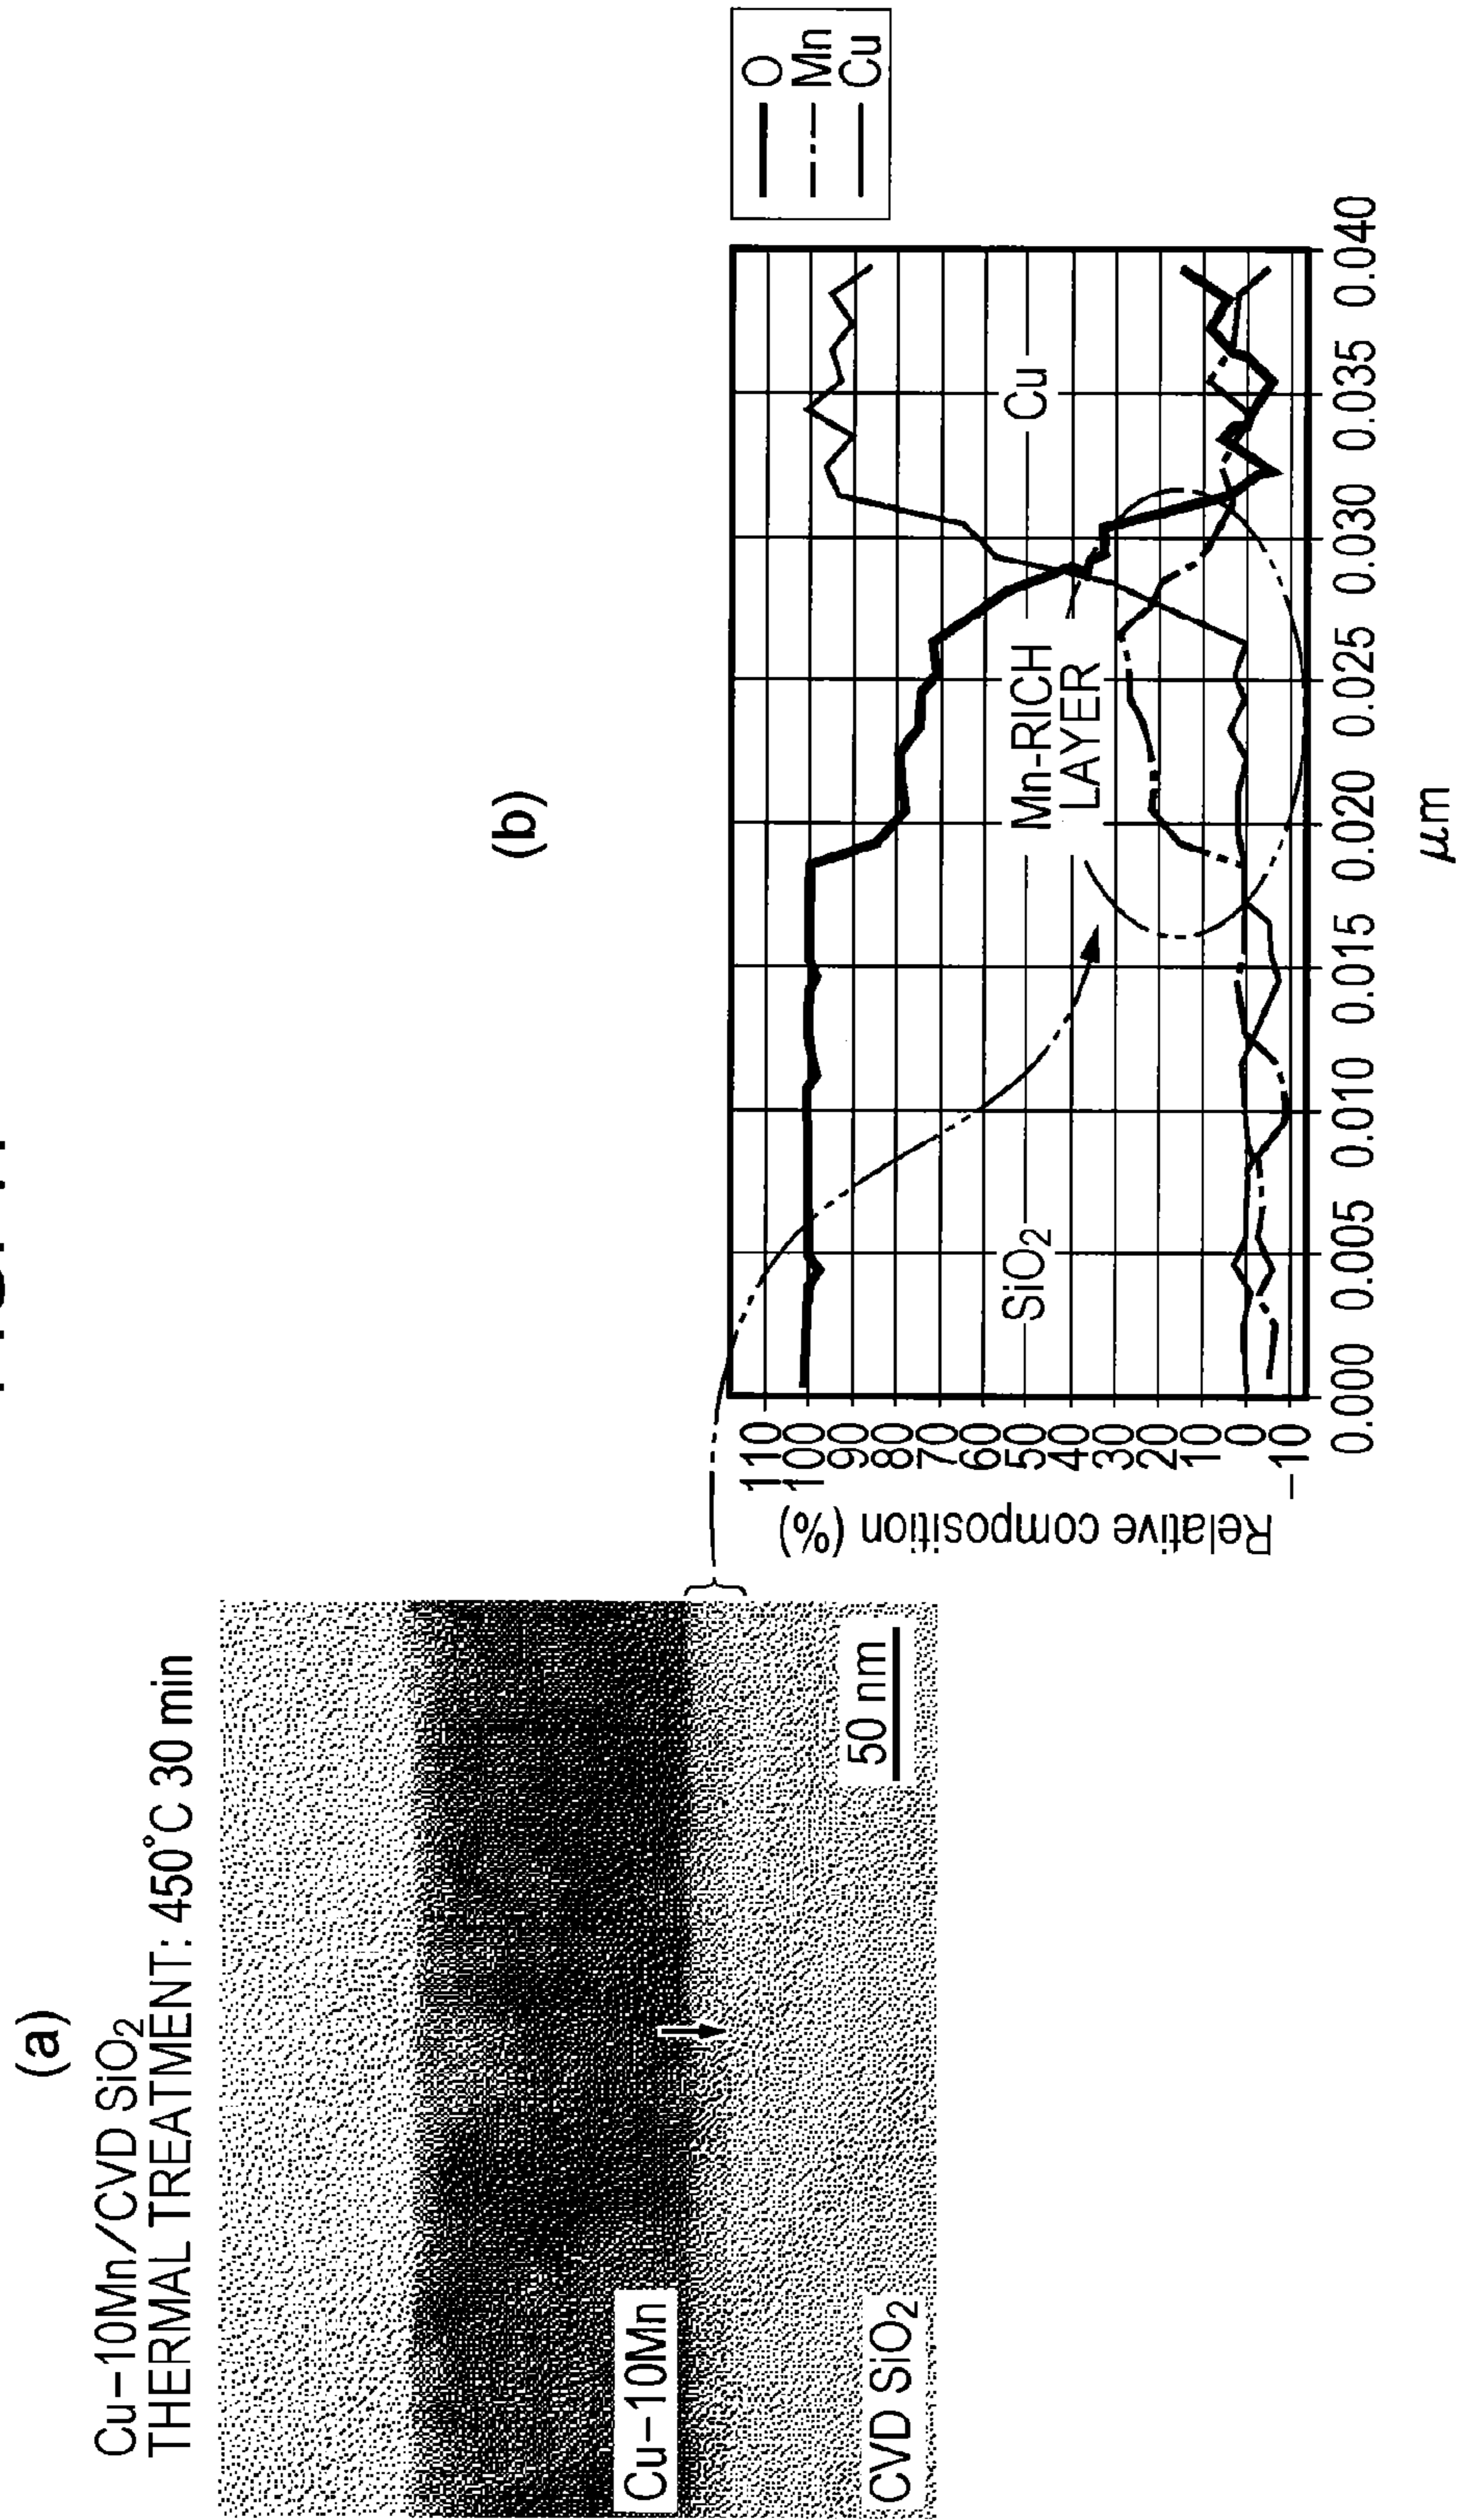 (a)
Cu-10Mn/CVD SiO₂
THERMAL TREATMENT: 450°C 30 min
Cu-10Mn
CVD SiO₂
50 nm
(b)
Relative composition (%)
110
100
90
80
70
60
50
40
30
20
10
0
-10
SiO₂
Mn-RICH
LAYER
Cu
0.000 0.005 0.010 0.015 0.020 0.025 0.030 0.035 0.040
μm
O
Mn
Cu